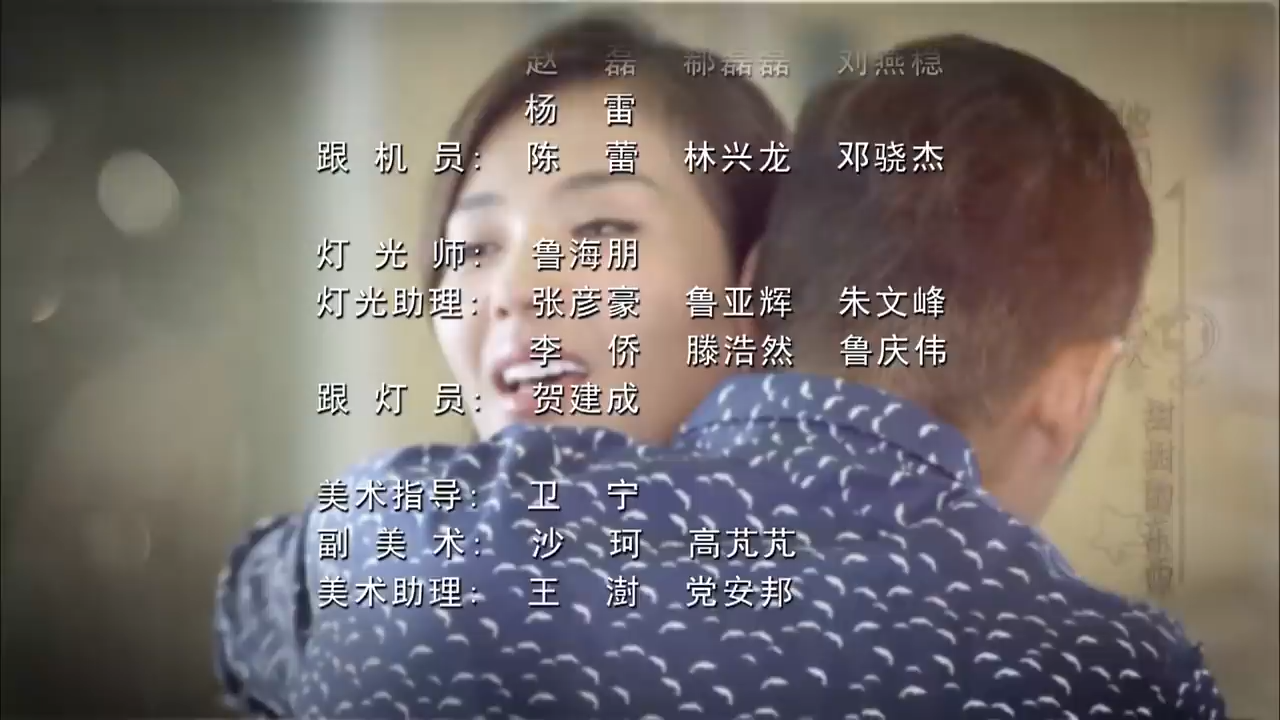 赵 磊 郗磊磊 刘燕稳
杨 雷
跟 机 员: 陈 蕾 林兴龙 邓骁杰
灯 光 师: 鲁海朋
灯光助理: 张彦豪 鲁亚辉 朱文峰
李 侨 滕浩然 鲁庆伟
跟 灯 员: 贺建成
美术指导: 卫 宁
副 美 术: 沙 珂 高芃芃
美术助理: 王 澍 党安邦